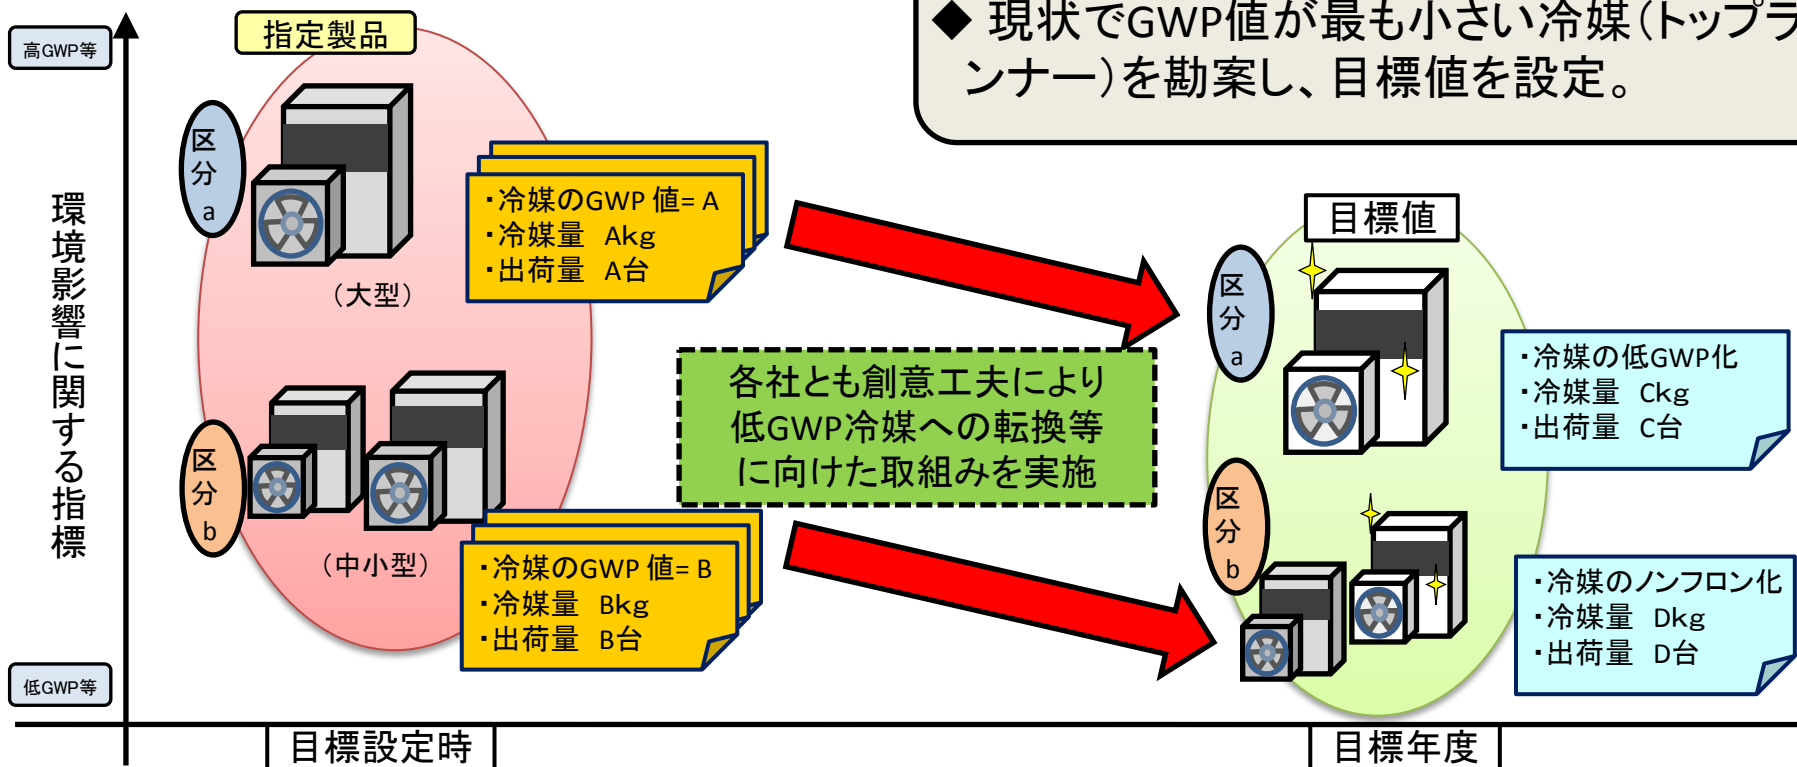 ◆ 現状でGWP値が最も小さい冷媒(トップラ
ンナー)を勘案し、目標値を設定。
高GWP等
指定製品
区
分
a
・冷媒のGWP 値= A
・冷媒量 Akg
・出荷量 A台
(大型)
環境影響に関する指標
目標値
区
分
a
・冷媒の低GWP化
・冷媒量 Ckg
・出荷量 C台
各社とも創意工夫により
低GWP冷媒への転換等
に向けた取組みを実施
区
分
b
(中小型)
・冷媒のGWP 値= B
・冷媒量 Bkg
・出荷量 B台
区
分
b
・冷媒のノンフロン化
・冷媒量 Dkg
・出荷量 D台
低GWP等
目標設定時
目標年度